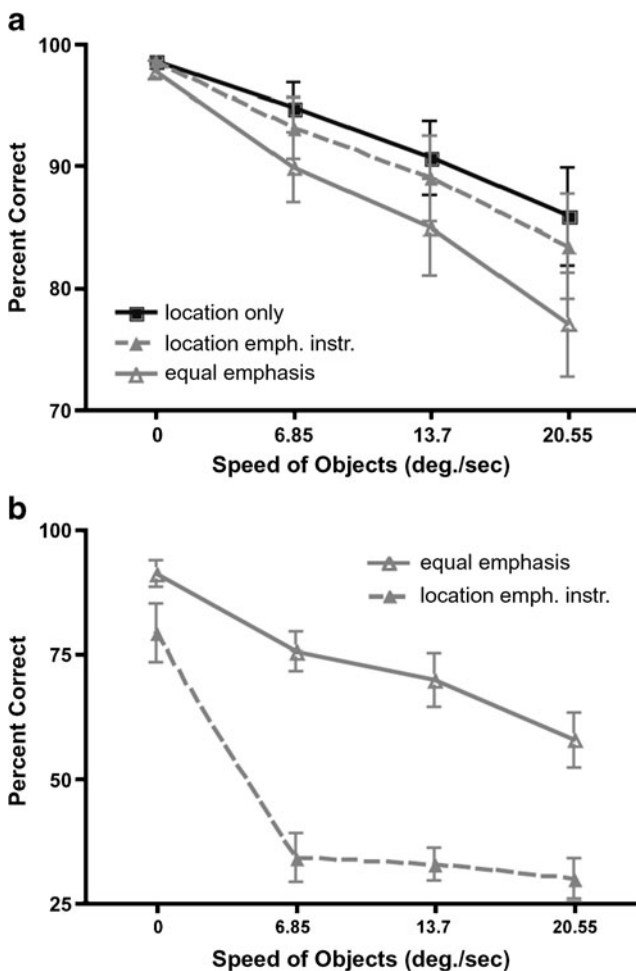 a
100
90
80
70
Percent Correct
location only
location emph. instr.
equal emphasis
0 6.85 13.7 20.55
Speed of Objects (deg./sec)
b
100
75
50
25
Percent Correct
equal emphasis
location emph. instr.
0 6.85 13.7 20.55
Speed of Objects (deg./sec)